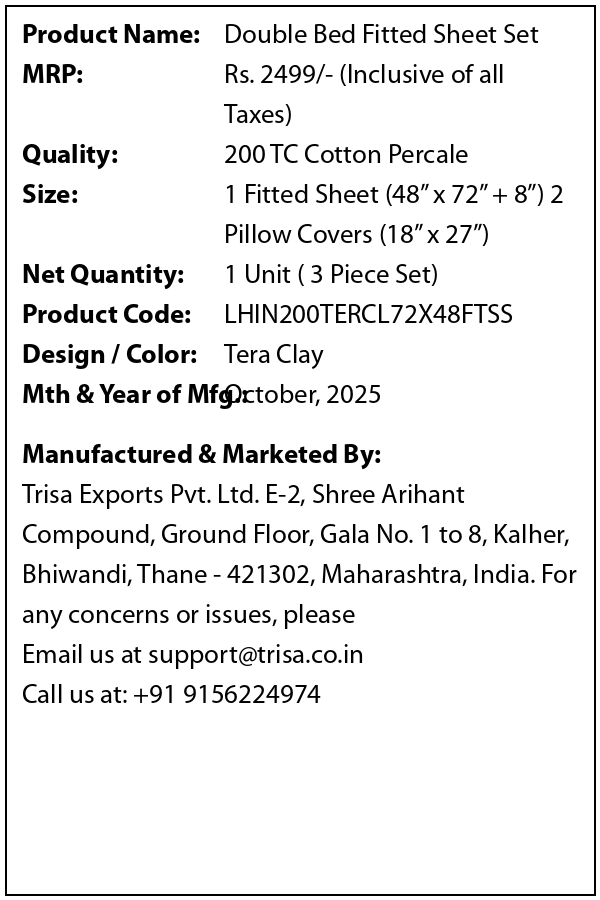 Product Name: Double Bed Fitted Sheet Set
MRP: Rs. 2499/- (Inclusive of all
Taxes)
Quality: 200 TC Cotton Percale
Size: 1 Fitted Sheet (48” x 72” + 8”) 2
Pillow Covers (18” x 27”)
Net Quantity: 1 Unit ( 3 Piece Set)
Product Code: LHIN200TERCL72X48FTSS
Design / Color: Tera Clay
Mth & Year of Mfg.: October, 2025
Manufactured & Marketed By:
Trisa Exports Pvt. Ltd. E-2, Shree Arihant
Compound, Ground Floor, Gala No. 1 to 8, Kalher,
Bhiwandi, Thane - 421302, Maharashtra, India. For
any concerns or issues, please
Email us at support@trisa.co.in
Call us at: +91 9156224974